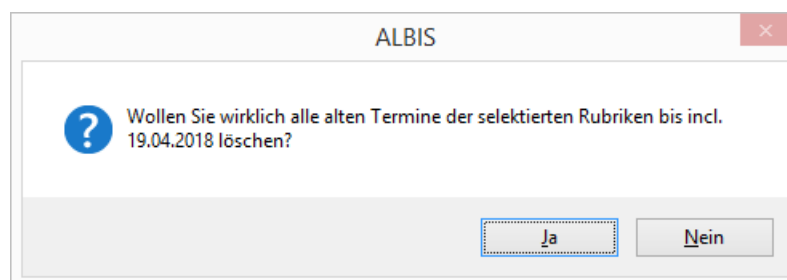 ALBIS
Wollen Sie wirklich alle alten Termine der selektierten Rubriken bis incl.
19.04.2018 löschen?
Ja
Nein